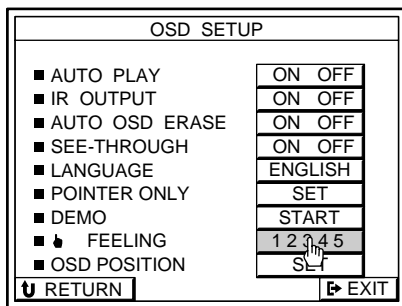 OSD SETUP
AUTO PLAY ON OFF
IR OUTPUT ON OFF
AUTO OSD ERASE ON OFF
SEE-THROUGH ON OFF
LANGUAGE ENGLISH
POINTER ONLY SET
DEMO START
FEELING 1 2 3 4 5
OSD POSITION SET
RETURN EXIT